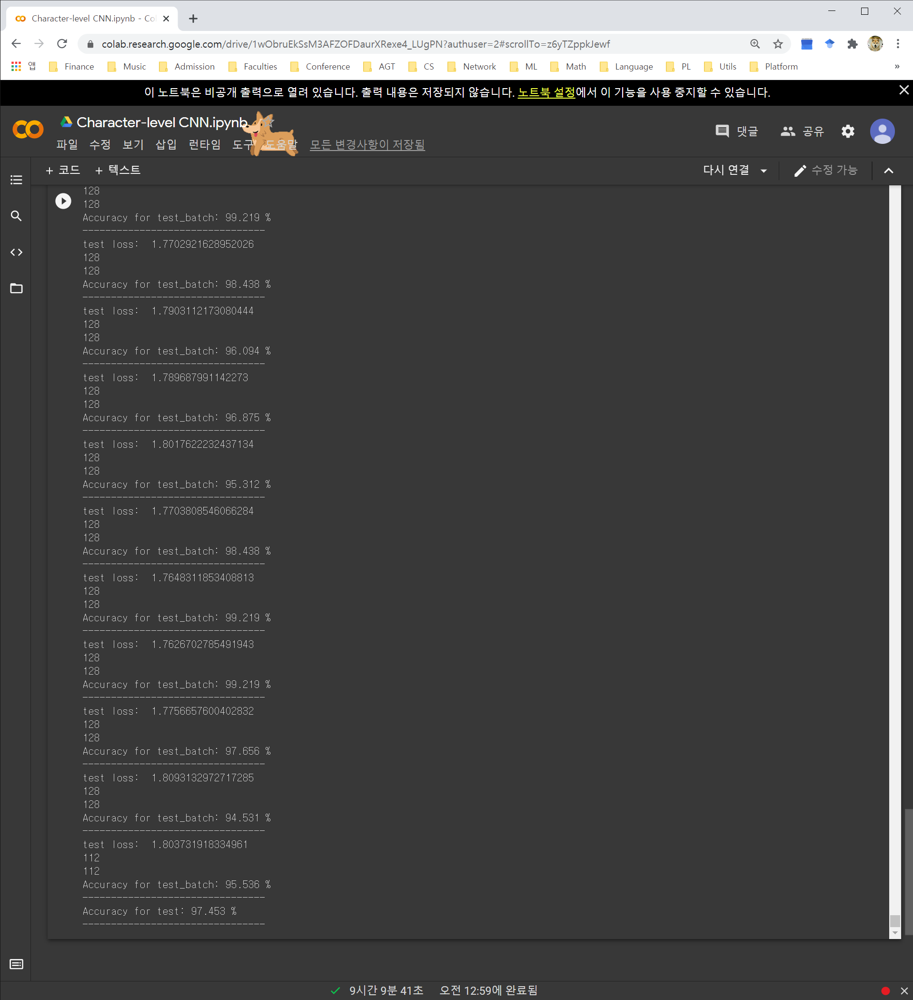 Character-level CNN.ipynb - Co
colab.research.google.com/drive/1wObruEkSsM3AFZOFDaurXRexe4_LUgPN?authuser=2#scrollTo=z6yTZppkJewf
앱 Finance Music Admission Faculties Conference AGT CS Network ML Math Language PL Utils Platform »
이 노트북은 비공개 출력으로 열려 있습니다. 출력 내용은 저장되지 않습니다. 노트북 설정에서 이 기능을 사용 중지할 수 있습니다.
Character-level CNN.ipynb
댓글 공유
파일 수정 보기 삽입 런타임 도구 도움말 모든 변경사항이 저장됨
+ 코드 + 텍스트 다시 연결 수정 가능
128
128
Accuracy for test_batch: 99.219 %
--------------------------------
test loss:  1.7702921628952026
128
128
Accuracy for test_batch: 98.438 %
--------------------------------
test loss:  1.7903112173080444
128
128
Accuracy for test_batch: 96.094 %
--------------------------------
test loss:  1.789687991142273
128
128
Accuracy for test_batch: 96.875 %
--------------------------------
test loss:  1.8017622232437134
128
128
Accuracy for test_batch: 95.312 %
--------------------------------
test loss:  1.7703808546066284
128
128
Accuracy for test_batch: 98.438 %
--------------------------------
test loss:  1.7648311853408813
128
128
Accuracy for test_batch: 99.219 %
--------------------------------
test loss:  1.7626702785491943
128
128
Accuracy for test_batch: 99.219 %
--------------------------------
test loss:  1.7756657600402832
128
128
Accuracy for test_batch: 97.656 %
--------------------------------
test loss:  1.8093132972717285
128
128
Accuracy for test_batch: 94.531 %
--------------------------------
test loss:  1.803731918334961
112
112
Accuracy for test_batch: 95.536 %
--------------------------------
Accuracy for test: 97.453 %
--------------------------------
9시간 9분 41초 오전 12:59에 완료됨